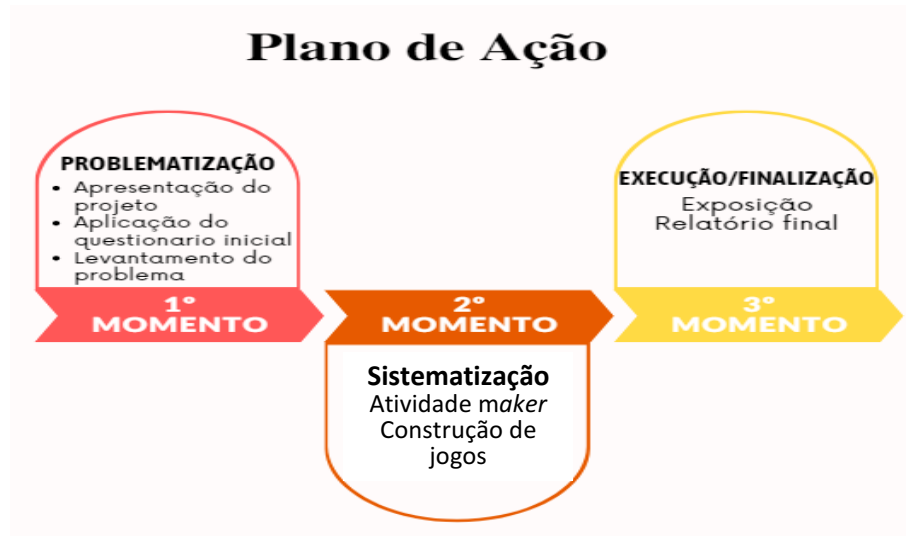 Plano de Ação
PROBLEMATIZAÇÃO
• Apresentação do
projeto
• Aplicação do
questionario inicial
• Levantamento do
problema
1º
MOMENTO
2º
MOMENTO
Sistematização
Atividade maker
Construção de
jogos
EXECUÇÃO/FINALIZAÇÃO
Exposição
Relatório final
3º
MOMENTO